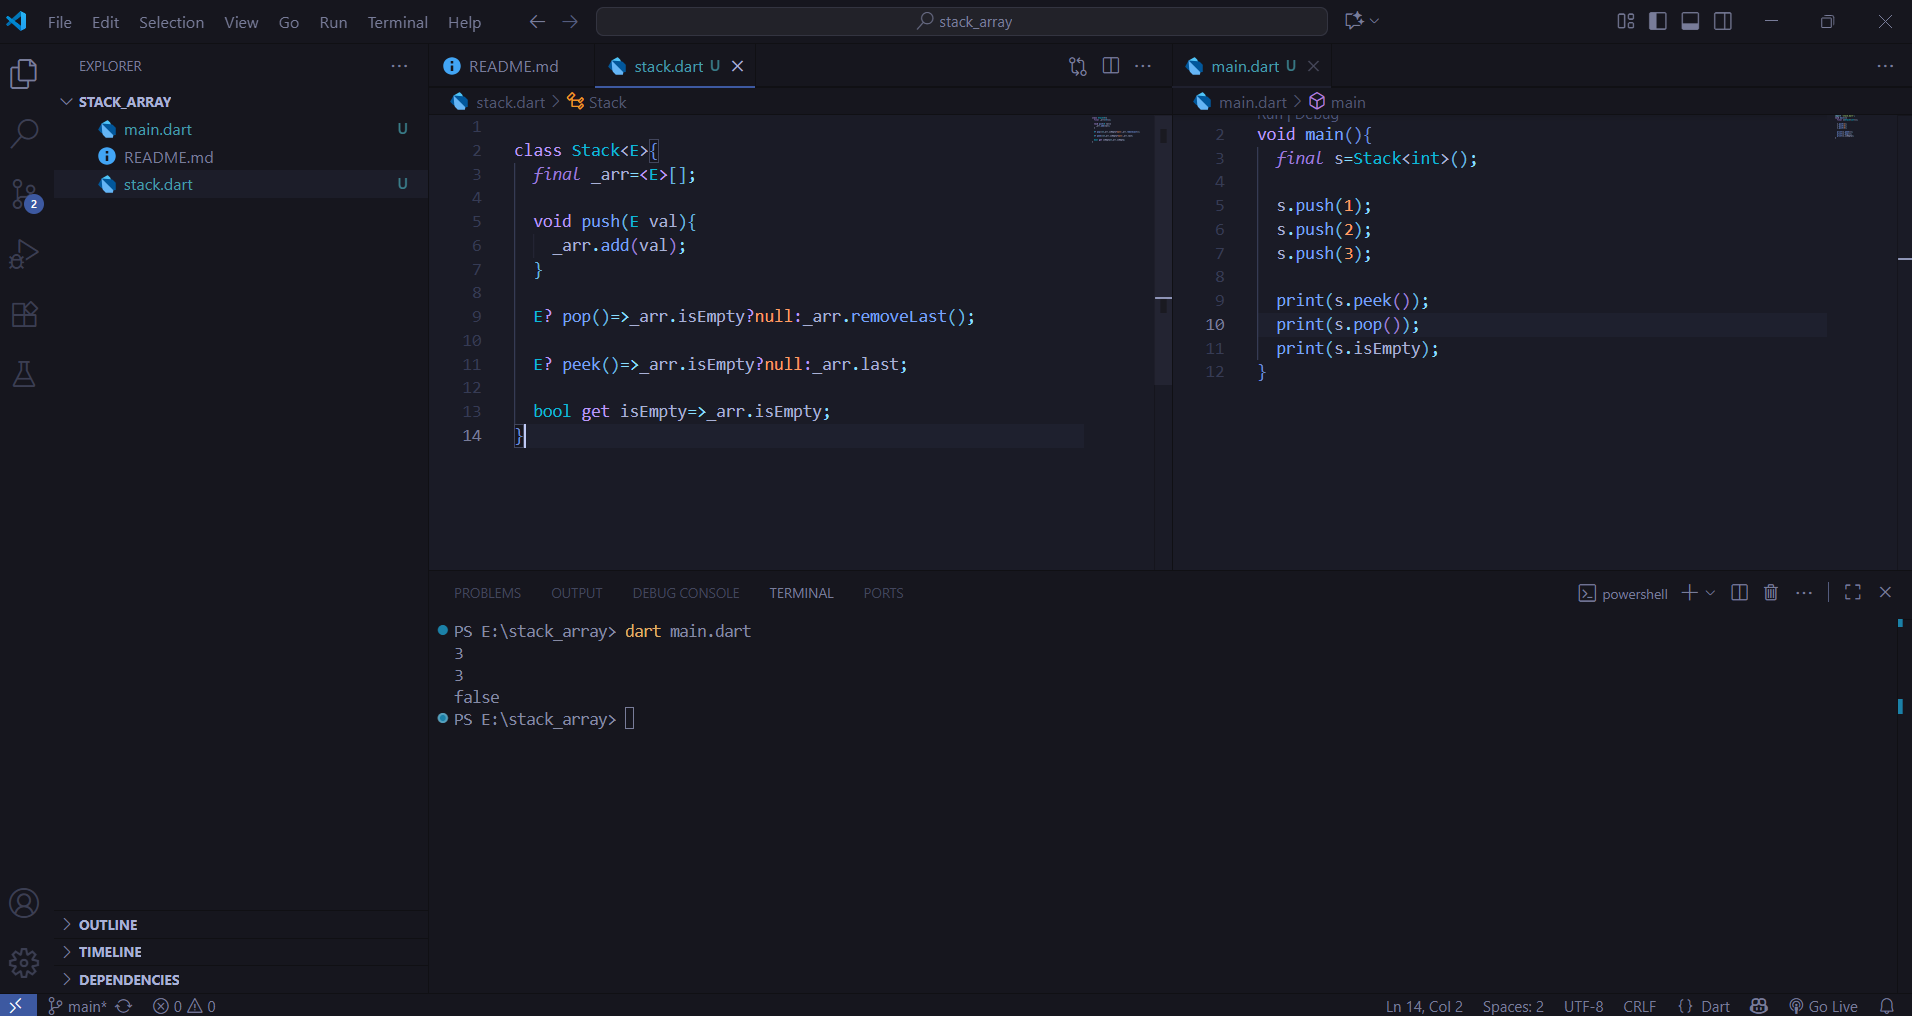 File Edit Selection View Go Run Terminal Help
stack_array
EXPLORER
STACK_ARRAY
main.dart U
README.md
stack.dart U
2
OUTLINE
TIMELINE
DEPENDENCIES
README.md
stack.dart U
stack.dart > Stack
1
2 class Stack<E>{
3 final _arr=<E>[];
4
5 void push(E val){
6 _arr.add(val);
7 }
8
9 E? pop()=>_arr.isEmpty?null:_arr.removeLast();
10
11 E? peek()=>_arr.isEmpty?null:_arr.last;
12
13 bool get isEmpty=>_arr.isEmpty;
14 }
main.dart U
main.dart > main
Run | Debug
2 void main(){
3 final s=Stack<int>();
4
5 s.push(1);
6 s.push(2);
7 s.push(3);
8
9 print(s.peek());
10 print(s.pop());
11 print(s.isEmpty);
12 }
PROBLEMS OUTPUT DEBUG CONSOLE TERMINAL PORTS
powershell
PS E:\stack_array> dart main.dart
3
3
false
PS E:\stack_array>
main* 0 0
Ln 14, Col 2 Spaces: 2 UTF-8 CRLF {} Dart Go Live